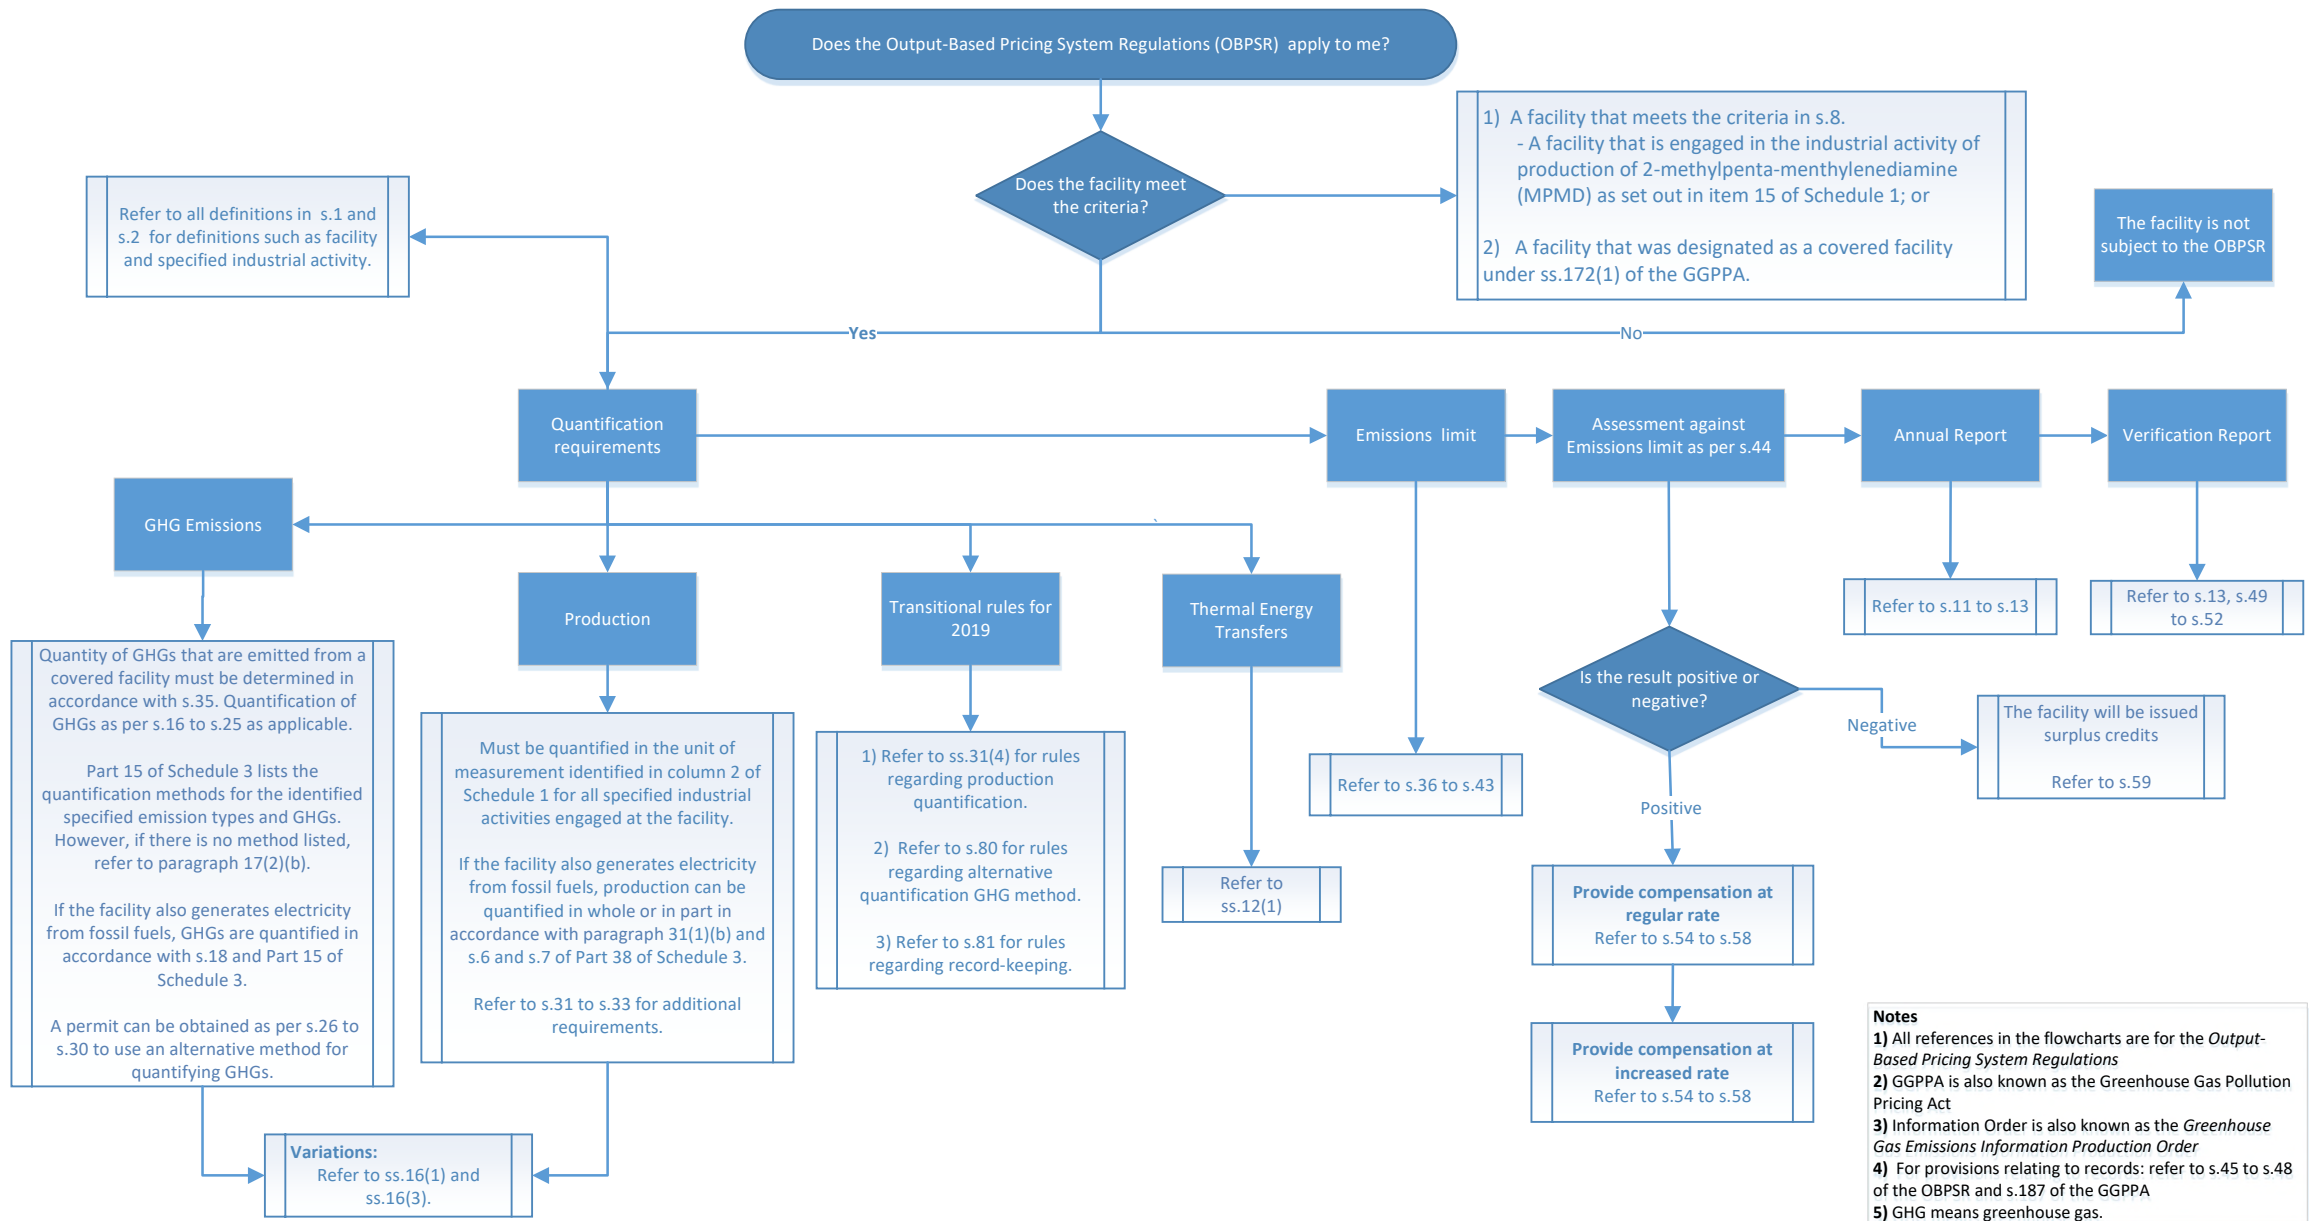 Does the Output-Based Pricing System Regulations (OBPSR)  apply to me?
Does the facility meet
the criteria?
1)  A facility that meets the criteria in s.8.
- A facility that is engaged in the industrial activity of
production of 2-methylpenta-menthylenediamine
(MPMD) as set out in item 15 of Schedule 1; or
2)   A facility that was designated as a covered facility
under ss.172(1) of the GGPPA.
The facility is not
subject to the OBPSR
Refer to all definitions in  s.1 and
s.2  for definitions such as facility
and specified industrial activity.
Yes
No
Quantification
requirements
Emissions  limit
Assessment against
Emissions limit as per s.44
Annual Report
Verification Report
GHG Emissions
Production
Transitional rules for
2019
Thermal Energy
Transfers
`
Refer to s.11 to s.13
Refer to s.13, s.49
to s.52
Quantity of GHGs that are emitted from a
covered facility must be determined in
accordance with s.35. Quantification of
GHGs as per s.16 to s.25 as applicable.
Part 15 of Schedule 3 lists the
quantification methods for the identified
specified emission types and GHGs.
However, if there is no method listed,
refer to paragraph 17(2)(b).
If the facility also generates electricity
from fossil fuels, GHGs are quantified in
accordance with s.18 and Part 15 of
Schedule 3.
A permit can be obtained as per s.26 to
s.30 to use an alternative method for
quantifying GHGs.
Must be quantified in the unit of
measurement identified in column 2 of
Schedule 1 for all specified industrial
activities engaged at the facility.
If the facility also generates electricity
from fossil fuels, production can be
quantified in whole or in part in
accordance with paragraph 31(1)(b) and
s.6 and s.7 of Part 38 of Schedule 3.
Refer to s.31 to s.33 for additional
requirements.
1) Refer to ss.31(4) for rules
regarding production
quantification.
2)  Refer to s.80 for rules
regarding alternative
quantification GHG method.
3) Refer to s.81 for rules
regarding record-keeping.
Refer to
ss.12(1)
Refer to s.36 to s.43
Is the result positive or
negative?
Negative
The facility will be issued
surplus credits
Refer to s.59
Positive
Provide compensation at
regular rate
Refer to s.54 to s.58
Provide compensation at
increased rate
Refer to s.54 to s.58
Variations:
Refer to ss.16(1) and
ss.16(3).
Notes
1) All references in the flowcharts are for the Output-
Based Pricing System Regulations
2) GGPPA is also known as the Greenhouse Gas Pollution
Pricing Act
3) Information Order is also known as the Greenhouse
Gas Emissions Information Production Order
4)  For provisions relating to records: refer to s.45 to s.48
of the OBPSR and s.187 of the GGPPA
5) GHG means greenhouse gas.